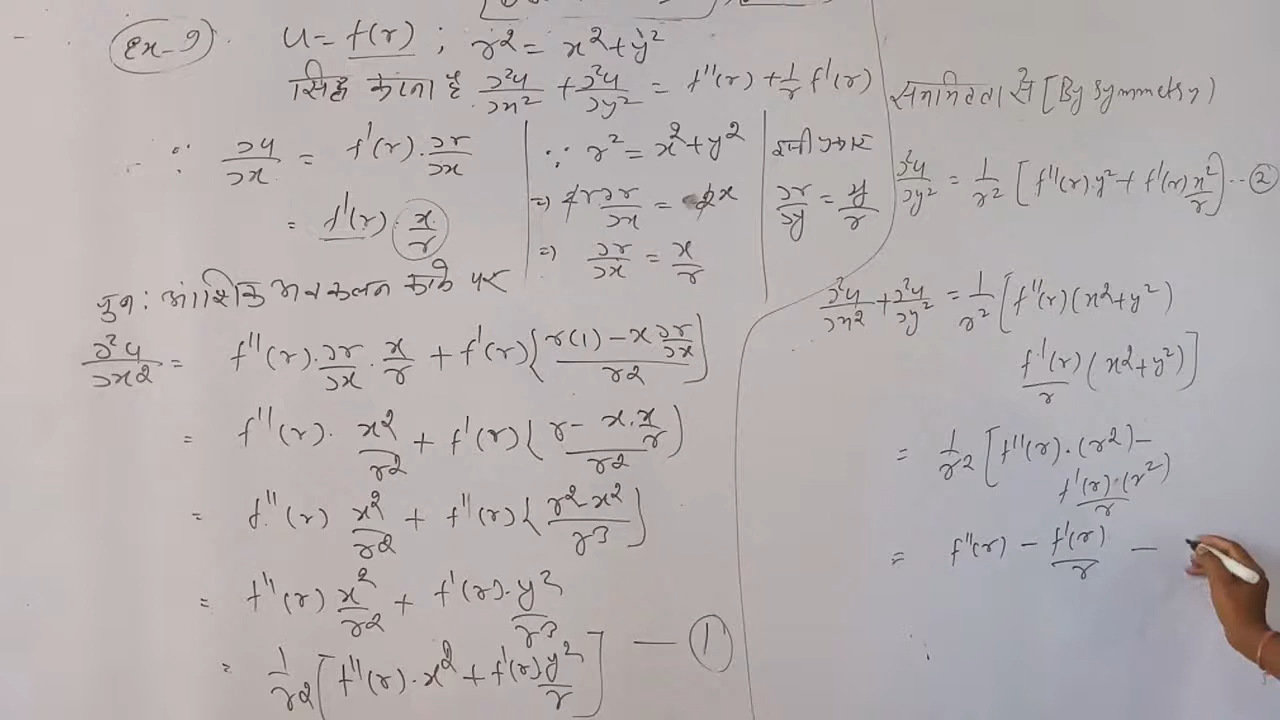 Ex-9) u = f(r) ; r² = x² + y²
सिद्ध करना है ∂²u/∂x² + ∂²u/∂y² = f''(r) + 1/r f'(r)
∵ ∂u/∂x = f'(r) · ∂r/∂x
= f'(r) x/r
∵ r² = x² + y²
⇒ 2r ∂r/∂x = 2x
⇒ ∂r/∂x = x/r
इसी प्रकार
∂r/∂y = y/r
पुनः आंशिक अवकलन करने पर
∂²u/∂x² = f''(r) · ∂r/∂x · x/r + f'(r) { r(1) - x ∂r/∂x / r² }
= f''(r) · x²/r² + f'(r) ( r - x · x/r / r² )
= f''(r) x²/r² + f'(r) { r² - x² / r³ }
= f''(r) x²/r² + f'(r) · y²/r³
= 1/r² [ f''(r) · x² + f'(r) y²/r ] — 1
सममितता से [By symmetry)
∂²u/∂y² = 1/r² [ f''(r) · y² + f'(r) x²/r ] -- 2
∂²u/∂x² + ∂²u/∂y² = 1/r² [ f''(r) (x² + y²)
f'(r)/r (x² + y²) ]
= 1/r² [ f''(r) · (r²) -
f'(r)/r · (r²)
= f''(r) - f'(r)/r —